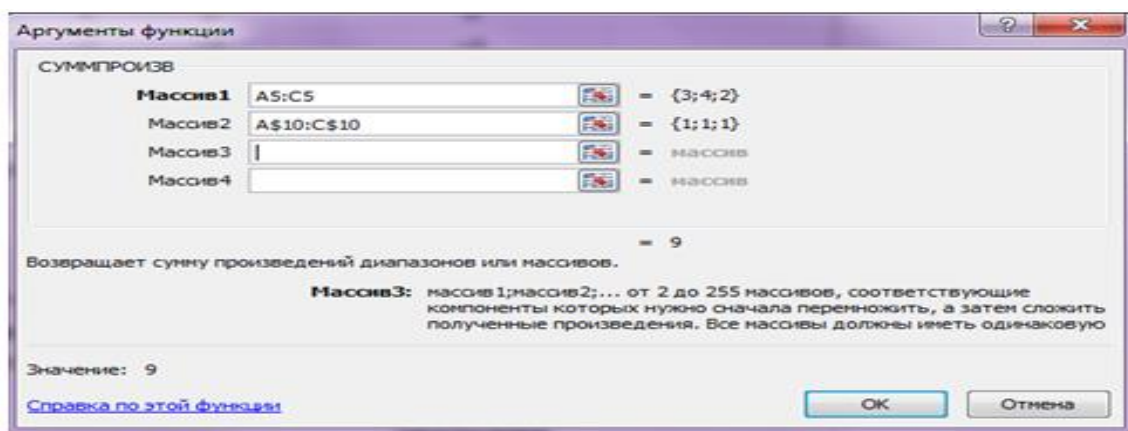 Аргументы функции
СУММПРОИЗВ
Массив1 A5:C5 = {3;4;2}
Массив2 A$10:C$10 = {1;1;1}
Массив3 = массив
Массив4 = массив
= 9
Возвращает сумму произведений диапазонов или массивов.
Массив3: массив1;массив2;... от 2 до 255 массивов, соответствующие
компоненты которых нужно сначала перемножить, а затем сложить
полученные произведения. Все массивы должны иметь одинаковую
Значение: 9
Справка по этой функции
ОК Отмена